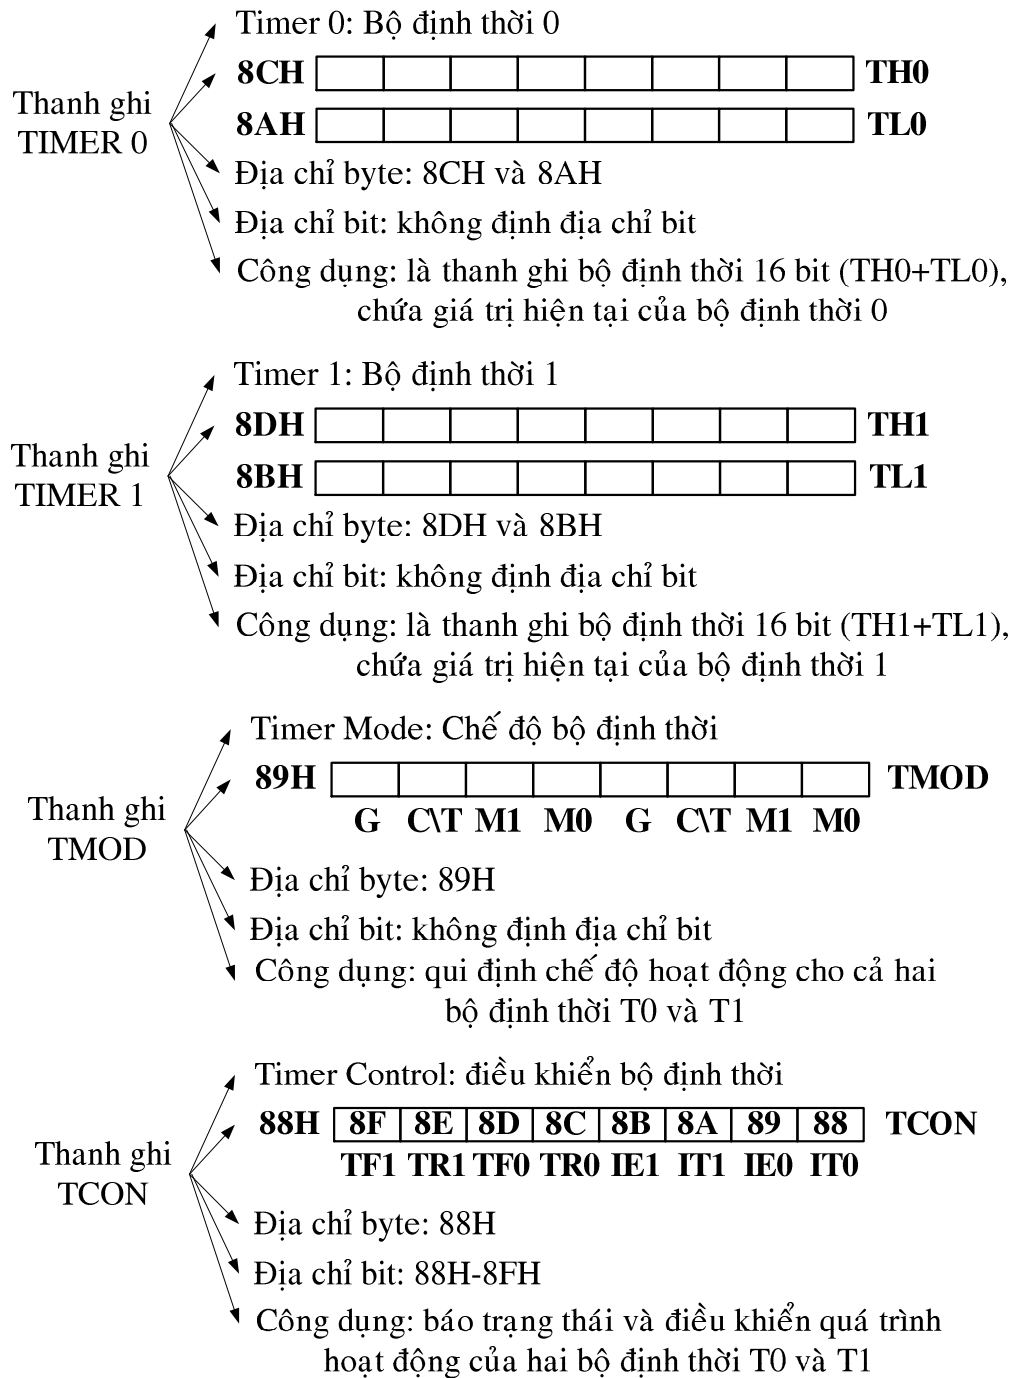 Timer 0: Bộ định thời 0
8CH TH0
Thanh ghi
TIMER 0
8AH TL0
Địa chỉ byte: 8CH và 8AH
Địa chỉ bit: không định địa chỉ bit
Công dụng: là thanh ghi bộ định thời 16 bit (TH0+TL0),
chứa giá trị hiện tại của bộ định thời 0
Timer 1: Bộ định thời 1
8DH TH1
Thanh ghi
TIMER 1
8BH TL1
Địa chỉ byte: 8DH và 8BH
Địa chỉ bit: không định địa chỉ bit
Công dụng: là thanh ghi bộ định thời 16 bit (TH1+TL1),
chứa giá trị hiện tại của bộ định thời 1
Timer Mode: Chế độ bộ định thời
89H TMOD
G C\T M1 M0 G C\T M1 M0
Thanh ghi
TMOD
Địa chỉ byte: 89H
Địa chỉ bit: không định địa chỉ bit
Công dụng: qui định chế độ hoạt động cho cả hai
bộ định thời T0 và T1
Timer Control: điều khiển bộ định thời
88H 8F 8E 8D 8C 8B 8A 89 88 TCON
TF1 TR1 TF0 TR0 IE1 IT1 IE0 IT0
Thanh ghi
TCON
Địa chỉ byte: 88H
Địa chỉ bit: 88H-8FH
Công dụng: báo trạng thái và điều khiển quá trình
hoạt động của hai bộ định thời T0 và T1